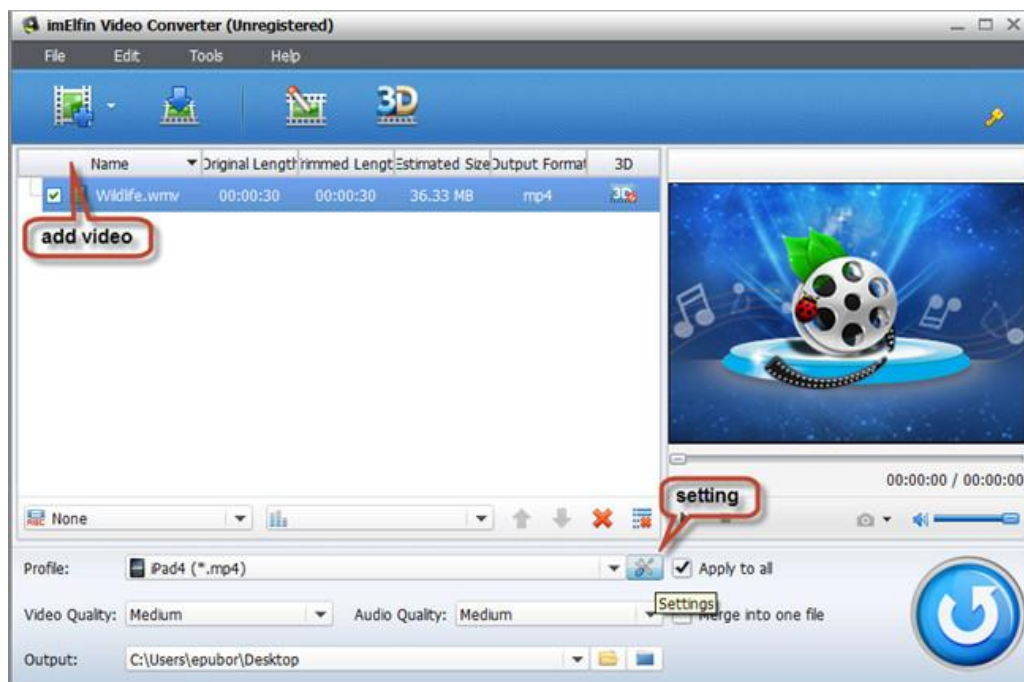 imElfin Video Converter (Unregistered)
File Edit Tools Help
3D
Name Original Length Trimmed Lengt Estimated Size Output Format 3D
Wildlife.wmv 00:00:30 00:00:30 36.33 MB mp4 3D
add video
00:00:00 / 00:00:00
setting
None
Profile: iPad4 (*.mp4) Apply to all
Settings
Video Quality: Medium Audio Quality: Medium Merge into one file
Output: C:\Users\epubor\Desktop